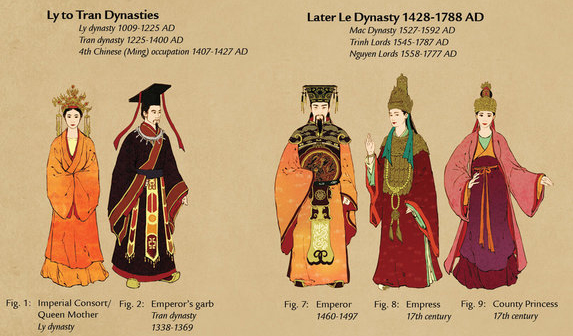 Ly to Tran Dynasties
Ly dynasty 1009-1225 AD
Tran dynasty 1225-1400 AD
4th Chinese (Ming) occupation 1407-1427 AD
Later Le Dynasty 1428-1788 AD
Mac Dynasty 1527-1592 AD
Trinh Lords 1545-1787 AD
Nguyen Lords 1558-1777 AD
Fig. 1: Imperial Consort/
Queen Mother
Ly dynasty
Fig. 2: Emperor's garb
Tran dynasty
1338-1369
Fig. 7: Emperor
1460-1497
Fig. 8: Empress
17th century
Fig. 9: County Princess
17th century